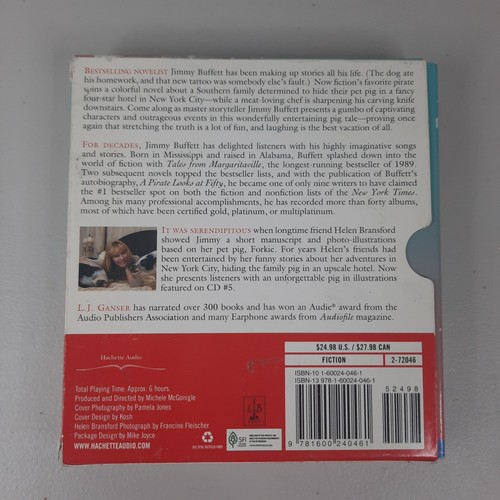 BESTSELLING NOVELIST Jimmy Buffett has been making up stories all his life. (The dog ate
his homework, and that new tattoo was somebody else's fault.) Now fiction's favorite pirate
spins a colorful novel about a Southern family determined to hide their pet pig in a fancy
four-star hotel in New York City—while a meat-loving chef is sharpening his carving knife
downstairs. Come along as master storyteller Jimmy Buffett presents a gumbo of captivating
characters and outrageous events in this wonderfully entertaining pig tale—proving once
again that stretching the truth is a lot of fun, and laughing is the best vacation of all.
FOR DECADES, Jimmy Buffett has delighted listeners with his highly imaginative songs
and stories. Born in Mississippi and raised in Alabama, Buffett splashed down into the
world of fiction with Tales from Margaritaville, the longest-running bestseller of 1989.
Two subsequent novels topped the bestseller lists, and with the publication of Buffett's
autobiography, A Pirate Looks at Fifty, he became one of only nine writers to have claimed
the #1 bestseller spot on both the fiction and nonfiction lists of the New York Times.
Among his many professional accomplishments, he has recorded more than forty albums,
most of which have been certified gold, platinum, or multiplatinum.
IT WAS SERENDIPITOUS when longtime friend Helen Bransford
showed Jimmy a short manuscript and photo-illustrations
based on her pet pig, Forkie. For years Helen's friends had
been entertained by her funny stories about her adventures in
New York City, hiding the family pig in an upscale hotel. Now
she presents listeners with an unforgettable pig in illustrations
featured on CD #5.
L.J. GANSER has narrated over 300 books and has won an Audie® award from the
Audio Publishers Association and many Earphone awards from Audiofile magazine.
Hachette Audio
Total Playing Time: Approx. 6 hours.
Produced and Directed by Michele McGonigle
Cover Photography by Pamela Jones
Cover Design by Kosh
Helen Bransford Photograph by Francine Fleischer
Package Design by Mike Joyce
WWW.HACHETTEAUDIO.COM
SFI
$24.98 U.S. / $27.98 CAN
FICTION 2-72046
ISBN-10 1-60024-046-1
ISBN-13 978-1-60024-046-1
52498
9 781600 240461